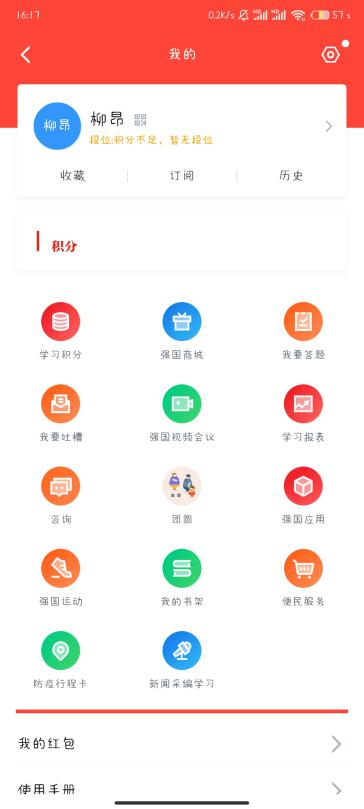 16:17 0.2K/s HD HD 57 s
我的
柳昂
柳昂
段位:积分不足，暂无段位
收藏 订阅 历史
积分
学习积分 强国商城 我要答题
我要吐槽 强国视频会议 学习报表
咨询 团圆 强国应用
强国运动 我的书架 便民服务
防疫行程卡 新闻采编学习
我的红包
使用手册